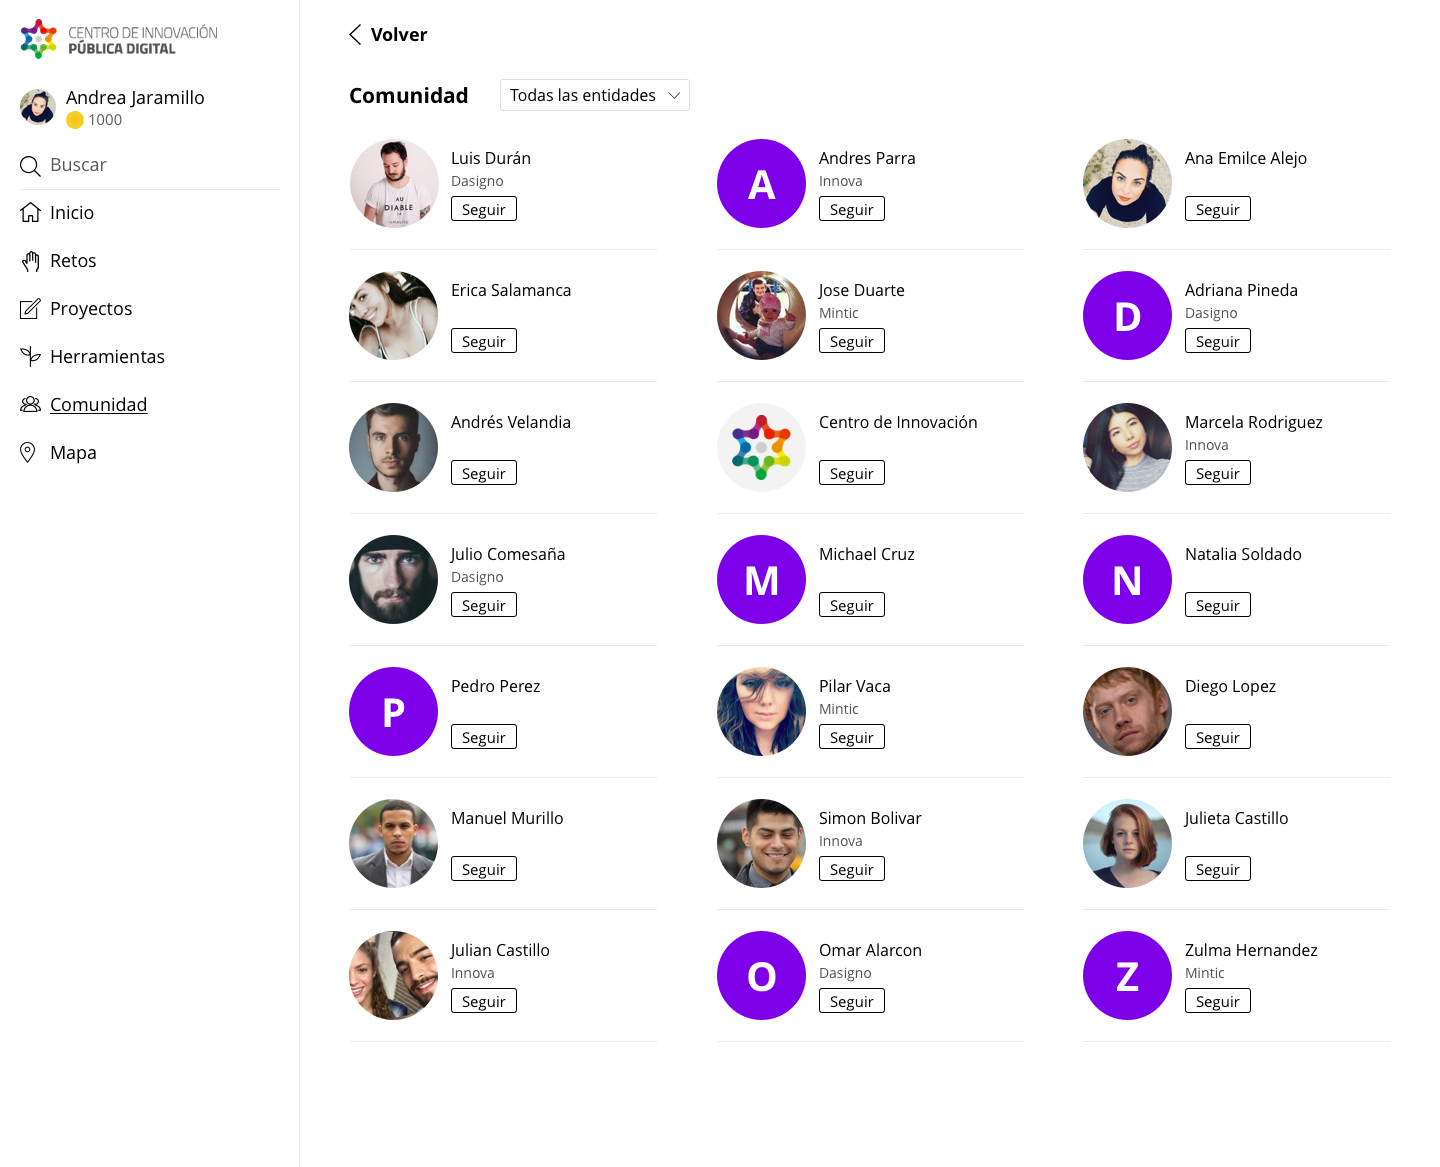 CENTRO DE INNOVACIÓN
PÚBLICA DIGITAL
Andrea Jaramillo
1000
Buscar
Inicio
Retos
Proyectos
Herramientas
Comunidad
Mapa
Volver
Comunidad
Todas las entidades
AU
DIABLE
Luis Durán
Dasigno
Seguir
A
Andres Parra
Innova
Seguir
Ana Emilce Alejo
Seguir
Erica Salamanca
Seguir
Jose Duarte
Mintic
Seguir
D
Adriana Pineda
Dasigno
Seguir
Andrés Velandia
Seguir
Centro de Innovación
Seguir
Marcela Rodriguez
Innova
Seguir
Julio Comesaña
Dasigno
Seguir
M
Michael Cruz
Seguir
N
Natalia Soldado
Seguir
P
Pedro Perez
Seguir
Pilar Vaca
Mintic
Seguir
Diego Lopez
Seguir
Manuel Murillo
Seguir
Simon Bolivar
Innova
Seguir
Julieta Castillo
Seguir
Julian Castillo
Innova
Seguir
O
Omar Alarcon
Dasigno
Seguir
Z
Zulma Hernandez
Mintic
Seguir